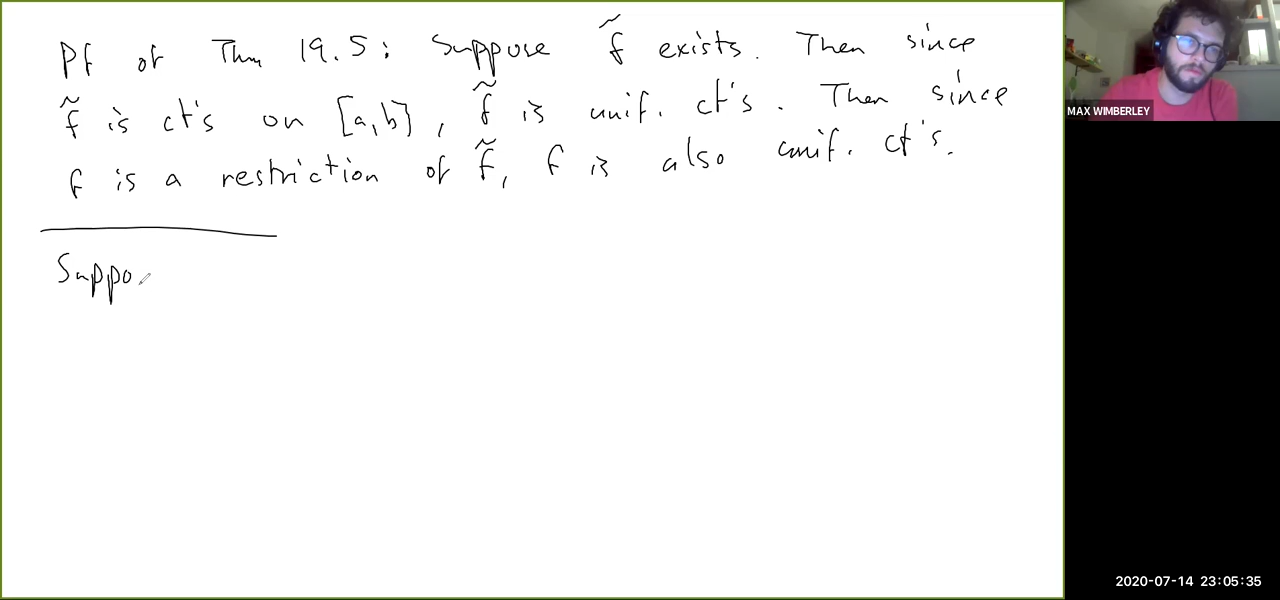 Pf of Thm 19.5: Suppose f̃ exists. Then since
f̃ is ct's on [a,b], f̃ is unif. ct's. Then since
f is a restriction of f̃, f is also unif. ct's.
Suppo
MAX WIMBERLEY
2020-07-14 23:05:35